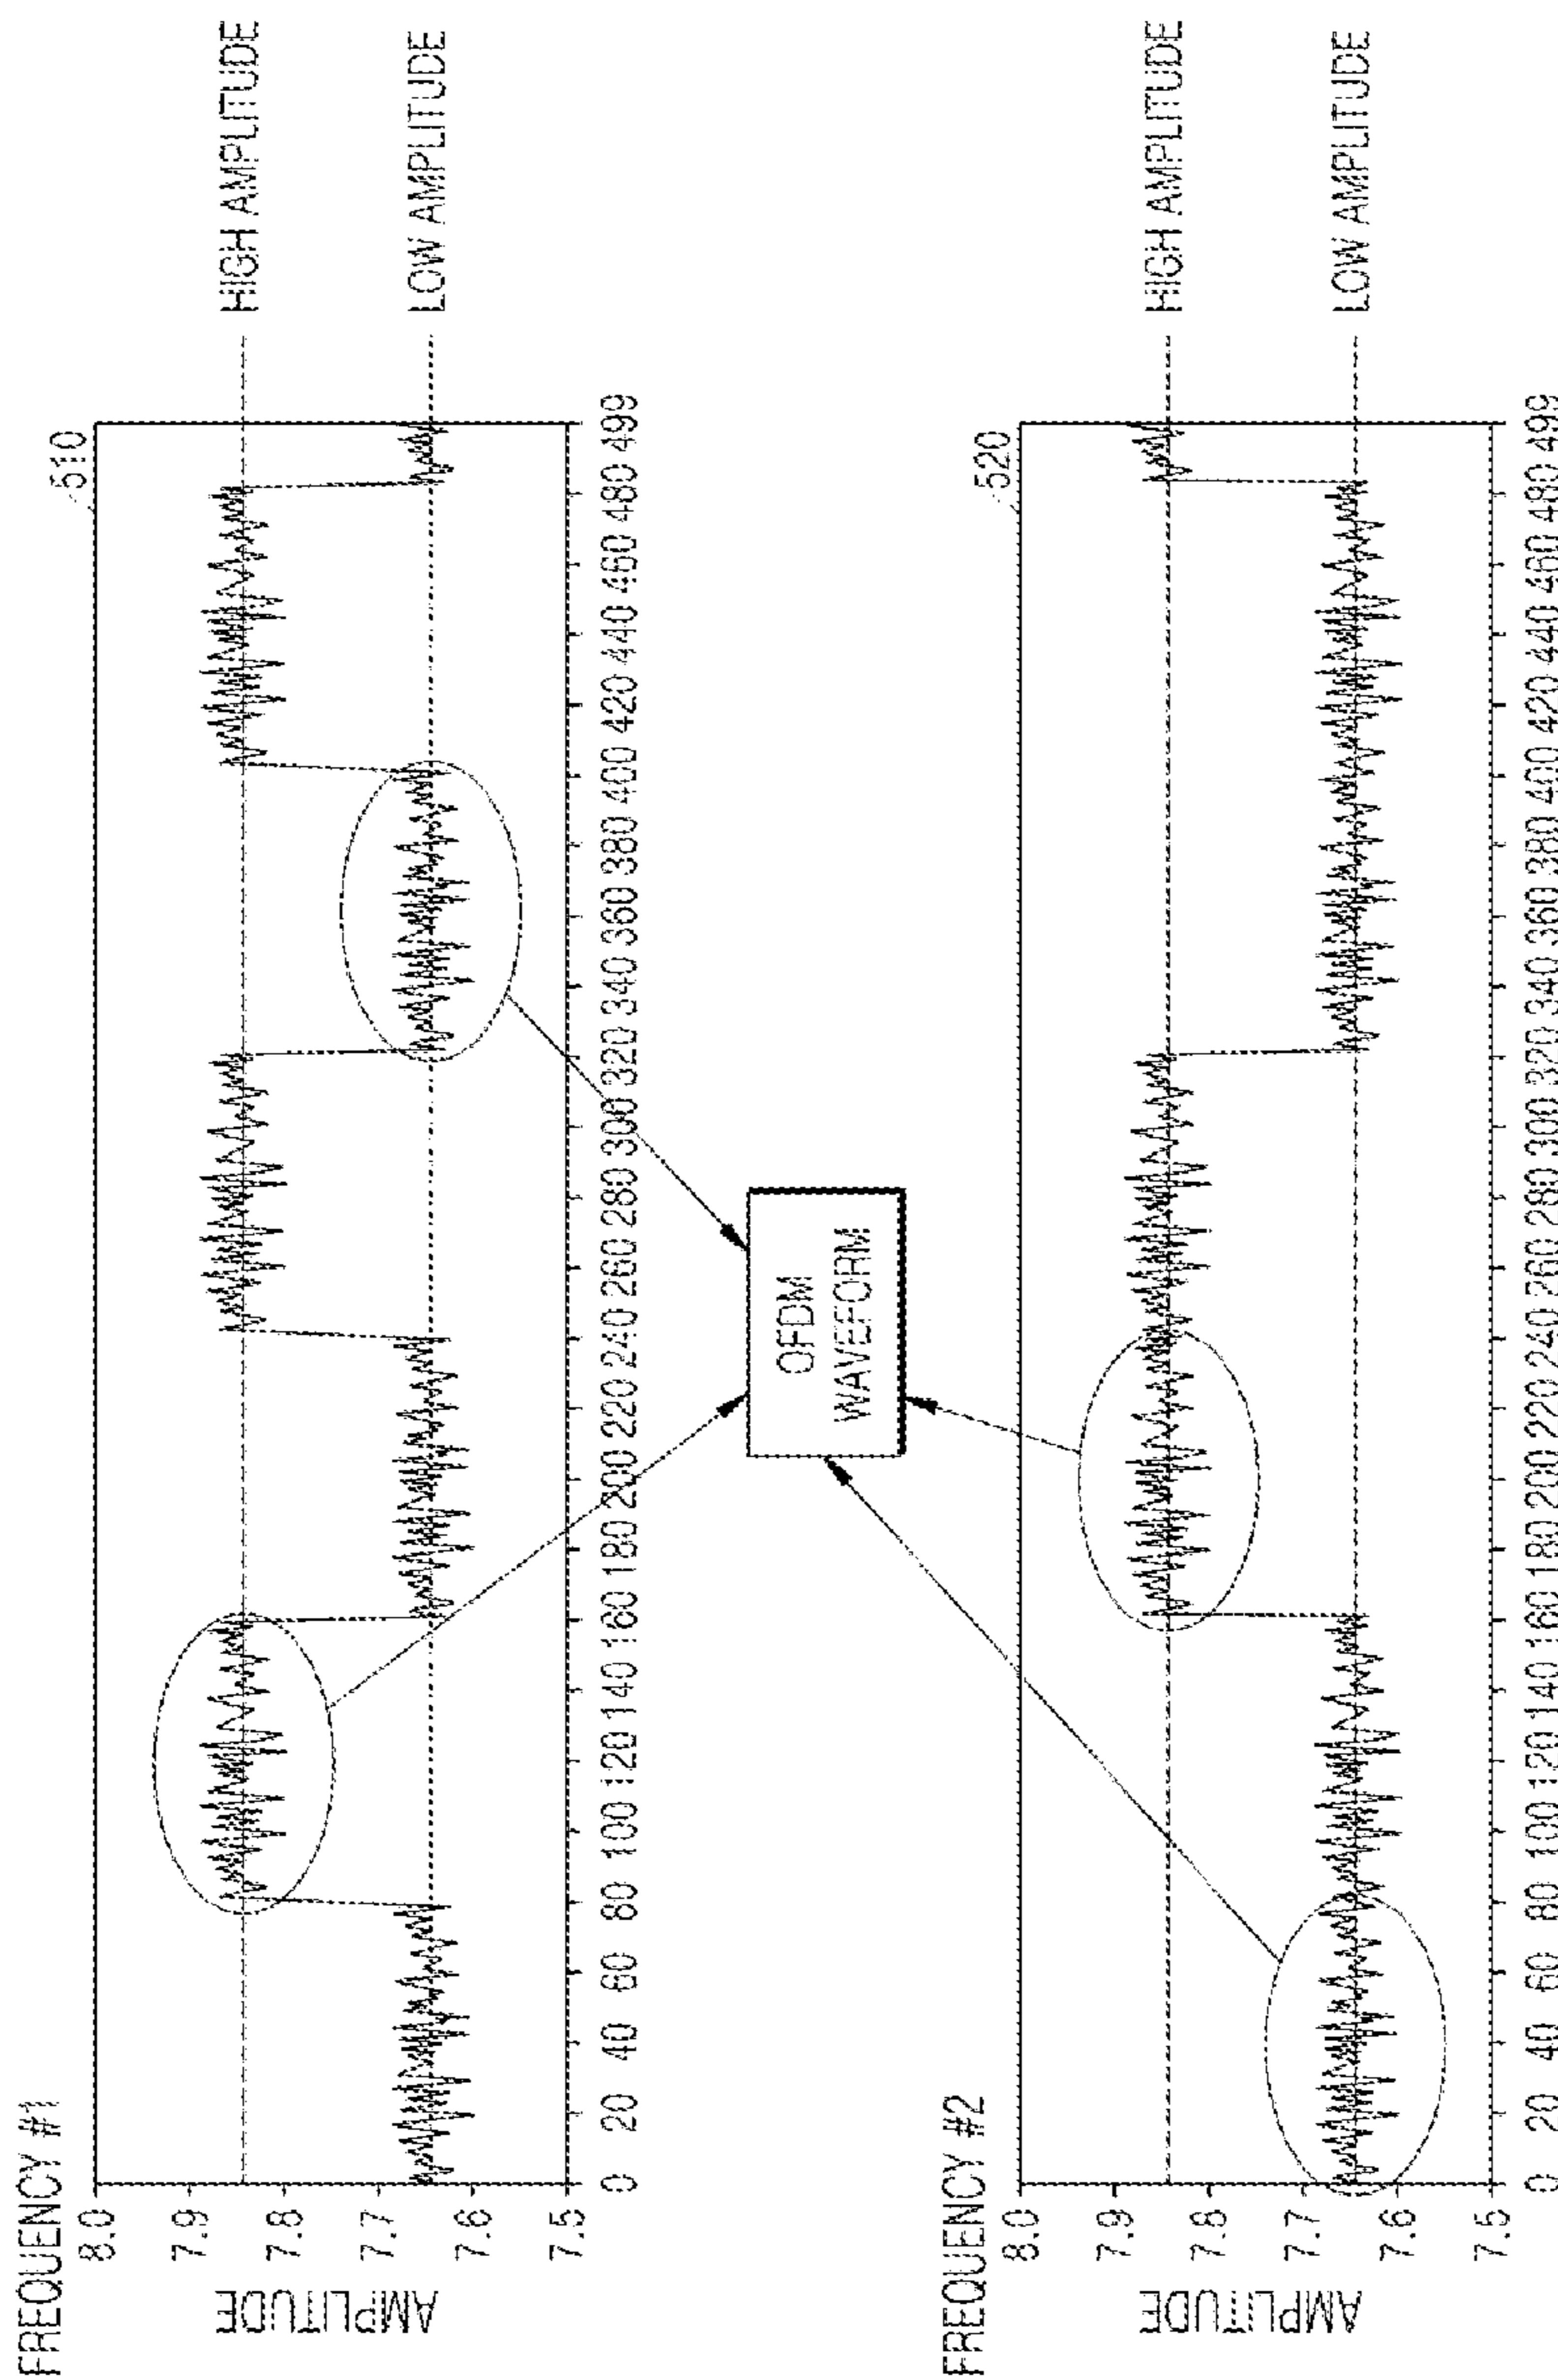 FREQUENCY #1
510
8.0
7.9
7.8
7.7
7.6
7.5
AMPLITUDE
HIGH AMPLITUDE
LOW AMPLITUDE
0 20 40 60 80 100 120 140 160 180 200 220 240 260 280 300 320 340 360 380 400 420 440 460 480 499
OFDM
WAVEFORM
FREQUENCY #2
520
8.0
7.9
7.8
7.7
7.6
7.5
AMPLITUDE
HIGH AMPLITUDE
LOW AMPLITUDE
0 20 40 60 80 100 120 140 160 180 200 220 240 260 280 300 320 340 360 380 400 420 440 460 480 499